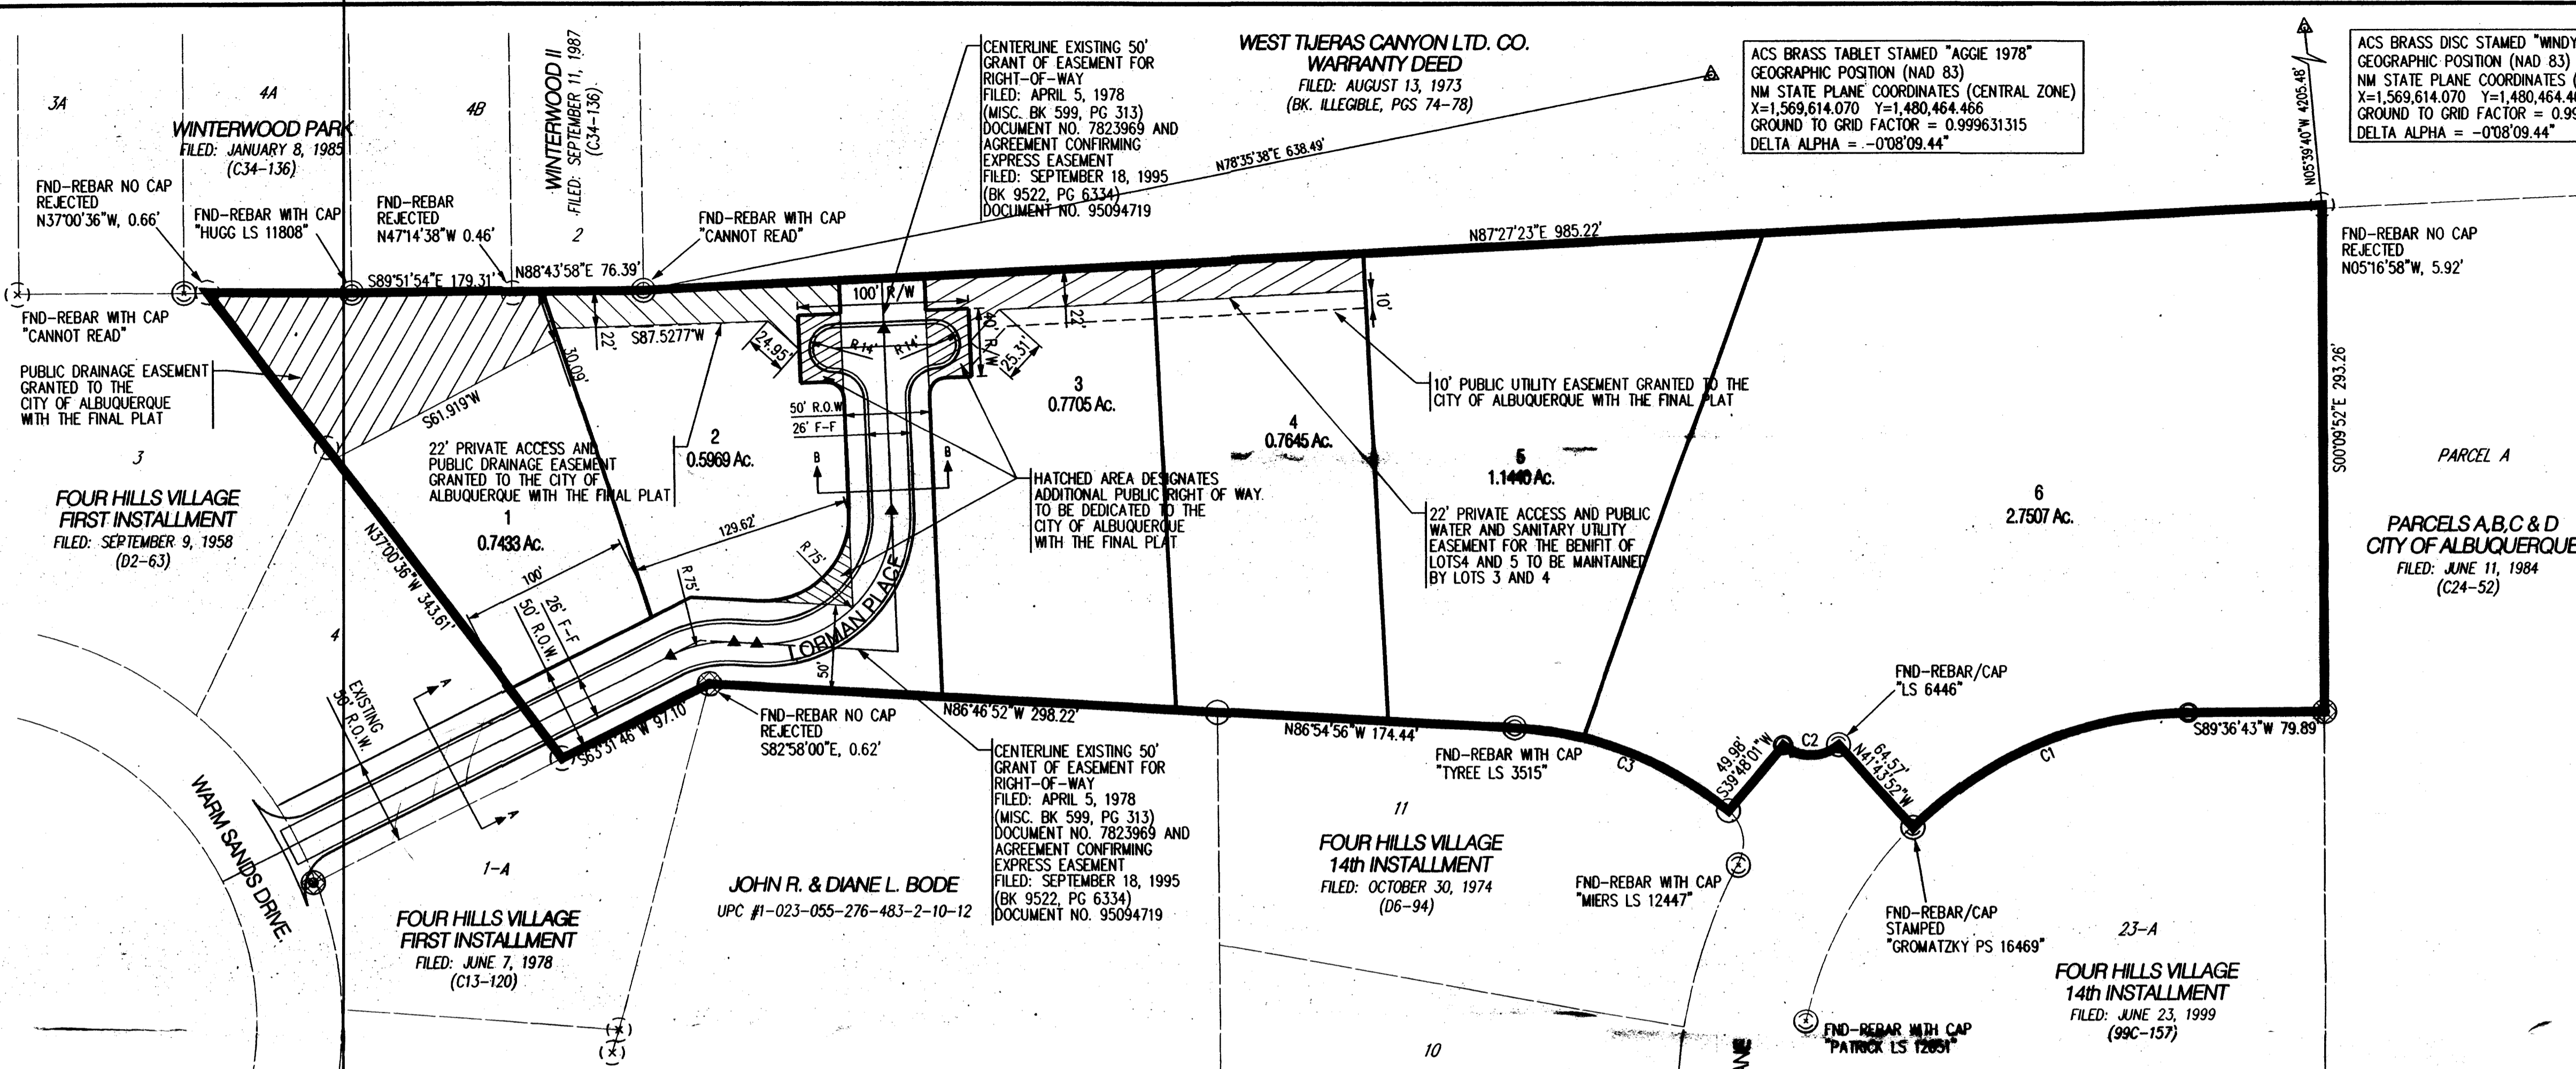 3A
4A
4B
WINTERWOOD PARK
FILED: JANUARY 8, 1985
(C34-136)
WINTERWOOD II
FILED: SEPTEMBER 11, 1987
(C34-136)
2
FND-REBAR NO CAP
REJECTED
N37°00'36"W, 0.66'
FND-REBAR WITH CAP
"HUGG LS 11808"
FND-REBAR
REJECTED
N47°14'38"W 0.46'
FND-REBAR WITH CAP
"CANNOT READ"
CENTERLINE EXISTING 50'
GRANT OF EASEMENT FOR
RIGHT-OF-WAY
FILED: APRIL 5, 1978
(MISC. BK 599, PG 313)
DOCUMENT NO. 7823969 AND
AGREEMENT CONFIRMING
EXPRESS EASEMENT
FILED: SEPTEMBER 18, 1995
(BK 9522, PG 6334)
DOCUMENT NO. 95094719
WEST TIJERAS CANYON LTD. CO.
WARRANTY DEED
FILED: AUGUST 13, 1973
(BK. ILLEGIBLE, PGS 74-78)
N78°35'38"E 638.49'
ACS BRASS TABLET STAMED "AGGIE 1978"
GEOGRAPHIC POSITION (NAD 83)
NM STATE PLANE COORDINATES (CENTRAL ZONE)
X=1,569,614.070 Y=1,480,464.466
GROUND TO GRID FACTOR = 0.999631315
DELTA ALPHA = -0°08'09.44"
N05°39'40"W 4205.48'
ACS BRASS DISC STAMED "WINDY
GEOGRAPHIC POSITION (NAD 83)
NM STATE PLANE COORDINATES (
X=1,569,614.070 Y=1,480,464.46
GROUND TO GRID FACTOR = 0.99
DELTA ALPHA = -0°08'09.44"
S89°51'54"E 179.31'
N88°43'58"E 76.39'
N87°27'23"E 985.22'
FND-REBAR NO CAP
REJECTED
N05°16'58"W, 5.92'
FND-REBAR WITH CAP
"CANNOT READ"
PUBLIC DRAINAGE EASEMENT
GRANTED TO THE
CITY OF ALBUQUERQUE
WITH THE FINAL PLAT
S61.919°W
30.09'
22'
S87.5277°W
24.95'
100' R/W
R 14'
R 14'
40' R/W
25.31'
22'
10'
3
FOUR HILLS VILLAGE
FIRST INSTALLMENT
FILED: SEPTEMBER 9, 1958
(D2-63)
22' PRIVATE ACCESS AND
PUBLIC DRAINAGE EASEMENT
GRANTED TO THE CITY OF
ALBUQUERQUE WITH THE FINAL PLAT
1
0.7433 Ac.
2
0.5969 Ac.
50' R.O.W.
26' F-F
B
B
3
0.7705 Ac.
4
0.7645 Ac.
10' PUBLIC UTILITY EASEMENT GRANTED TO THE
CITY OF ALBUQUERQUE WITH THE FINAL PLAT
5
1.1440 Ac.
6
2.7507 Ac.
S00°09'52"E 293.26'
PARCEL A
PARCELS A,B,C & D
CITY OF ALBUQUERQUE
FILED: JUNE 11, 1984
(C24-52)
HATCHED AREA DESIGNATES
ADDITIONAL PUBLIC RIGHT OF WAY.
TO BE DEDICATED TO THE
CITY OF ALBUQUERQUE
WITH THE FINAL PLAT
22' PRIVATE ACCESS AND PUBLIC
WATER AND SANITARY UTILITY
EASEMENT FOR THE BENIFIT OF
LOTS4 AND 5 TO BE MAINTAINED
BY LOTS 3 AND 4
129.62'
R 75'
R 75'
100'
26' F-F
50' R.O.W.
N37°00'36"W 343.61'
4
EXISTING
50' R.O.W.
A
A
TORMAN PLACE
50'
S63°31'46"W 97.10'
FND-REBAR NO CAP
REJECTED
S82°58'00"E, 0.62'
N86°46'52"W 298.22'
N86°54'56"W 174.44'
FND-REBAR WITH CAP
"TYREE LS 3515"
C3
49.98'
S39°48'01"W
C2
FND-REBAR/CAP
"LS 6446"
64.57'
N41°43'52"W
C1
S89°36'43"W 79.89
CENTERLINE EXISTING 50'
GRANT OF EASEMENT FOR
RIGHT-OF-WAY
FILED: APRIL 5, 1978
(MISC. BK 599, PG 313)
DOCUMENT NO. 7823969 AND
AGREEMENT CONFIRMING
EXPRESS EASEMENT
FILED: SEPTEMBER 18, 1995
(BK 9522, PG 6334)
DOCUMENT NO. 95094719
WARM SANDS DRIVE.
1-A
FOUR HILLS VILLAGE
FIRST INSTALLMENT
FILED: JUNE 7, 1978
(C13-120)
JOHN R. & DIANE L. BODE
UPC #1-023-055-276-483-2-10-12
11
FOUR HILLS VILLAGE
14th INSTALLMENT
FILED: OCTOBER 30, 1974
(D6-94)
FND-REBAR WITH CAP
"MIERS LS 12447"
FND-REBAR/CAP
STAMPED
"GROMATZKY PS 16469"
23-A
FOUR HILLS VILLAGE
14th INSTALLMENT
FILED: JUNE 23, 1999
(99C-157)
10
FND-REBAR WITH CAP
"PATRICK LS 12651"